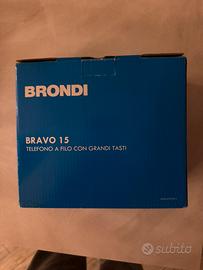 BRONDI
BRAVO 15
TELEFONO A FILO CON GRANDI TASTI
subito